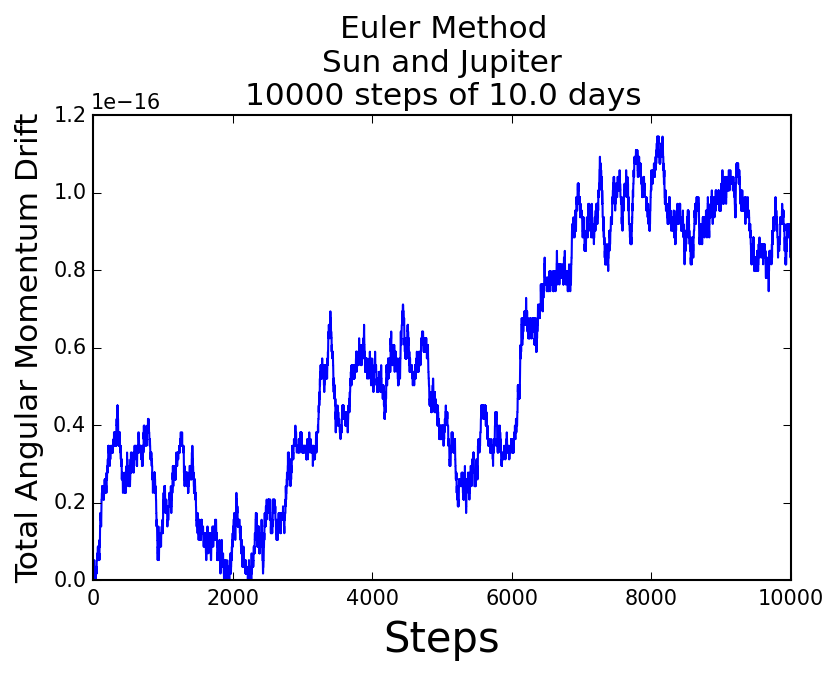 Euler Method
Sun and Jupiter
10000 steps of 10.0 days
1e−16
1.2
1.0
0.8
0.6
0.4
0.2
0.0
Total Angular Momentum Drift
0 2000 4000 6000 8000 10000
Steps